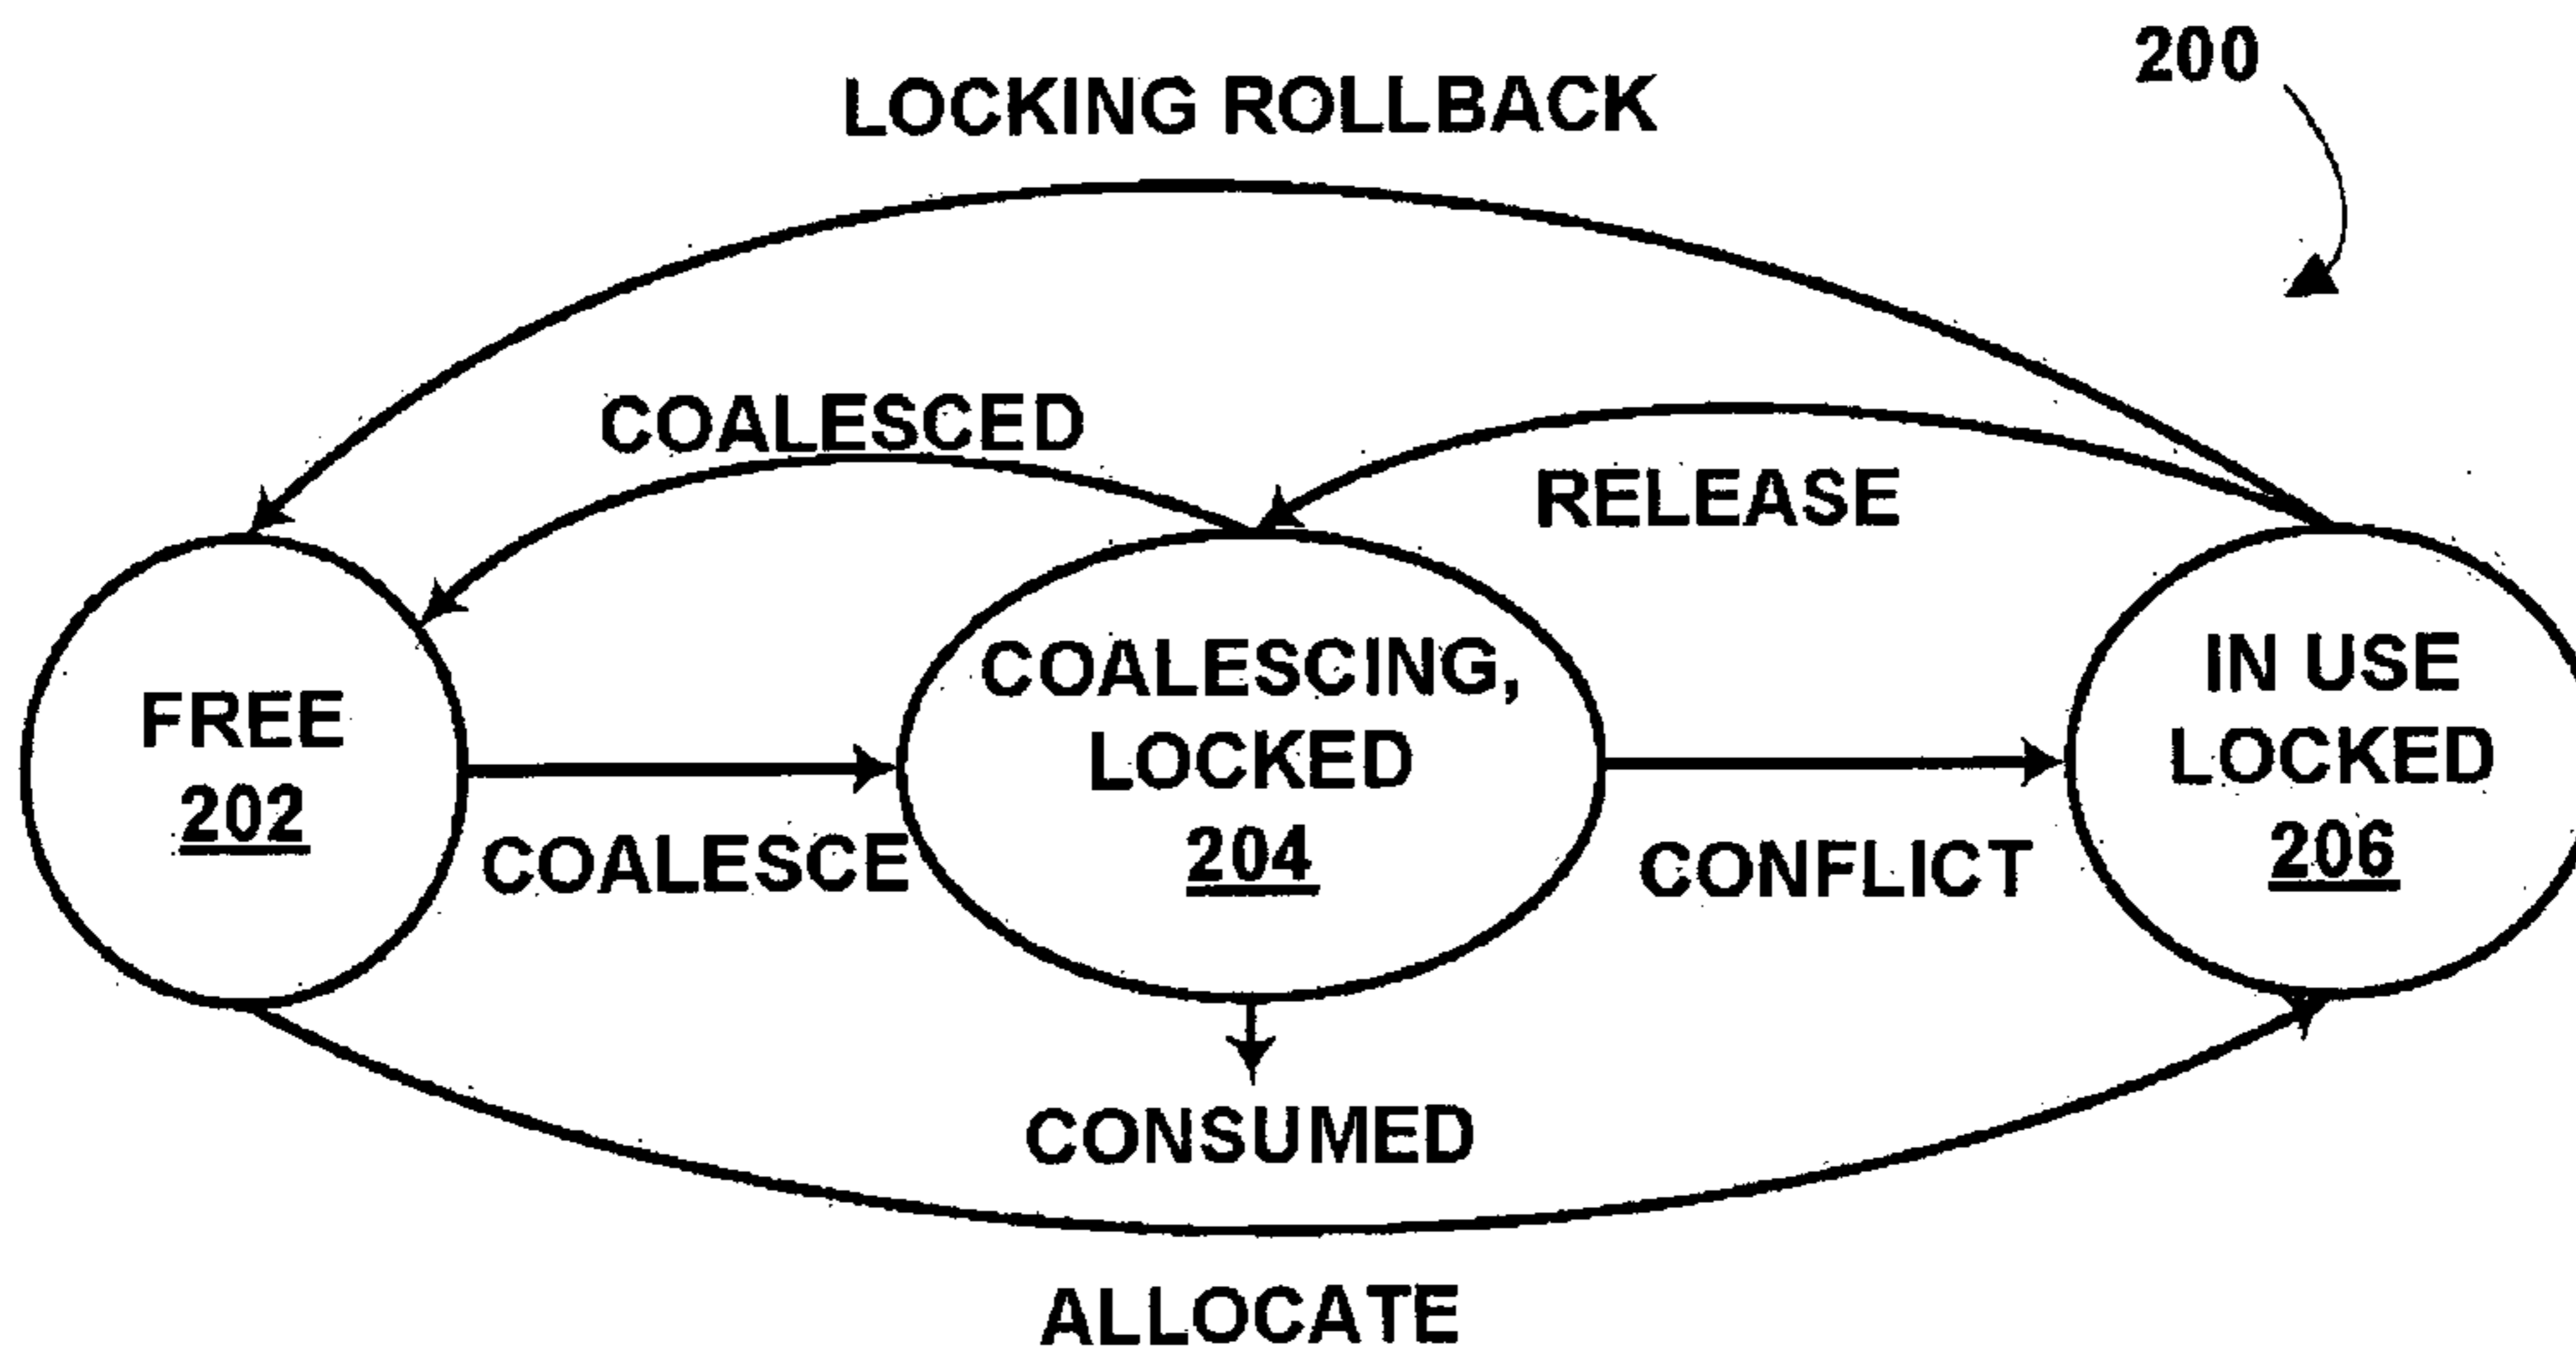 200
LOCKING ROLLBACK
COALESCED
RELEASE
FREE
202
COALESCE
COALESCING,
LOCKED
204
CONFLICT
IN USE
LOCKED
206
CONSUMED
ALLOCATE